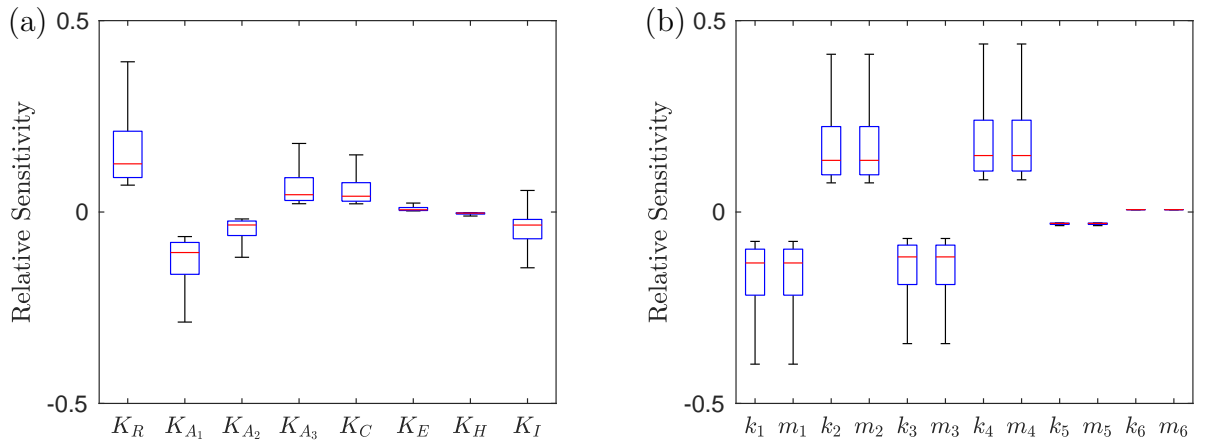 (a)
0.5
0
-0.5
Relative Sensitivity
K_R K_{A_1} K_{A_2} K_{A_3} K_C K_E K_H K_I
(b)
0.5
0
-0.5
Relative Sensitivity
k_1 m_1 k_2 m_2 k_3 m_3 k_4 m_4 k_5 m_5 k_6 m_6